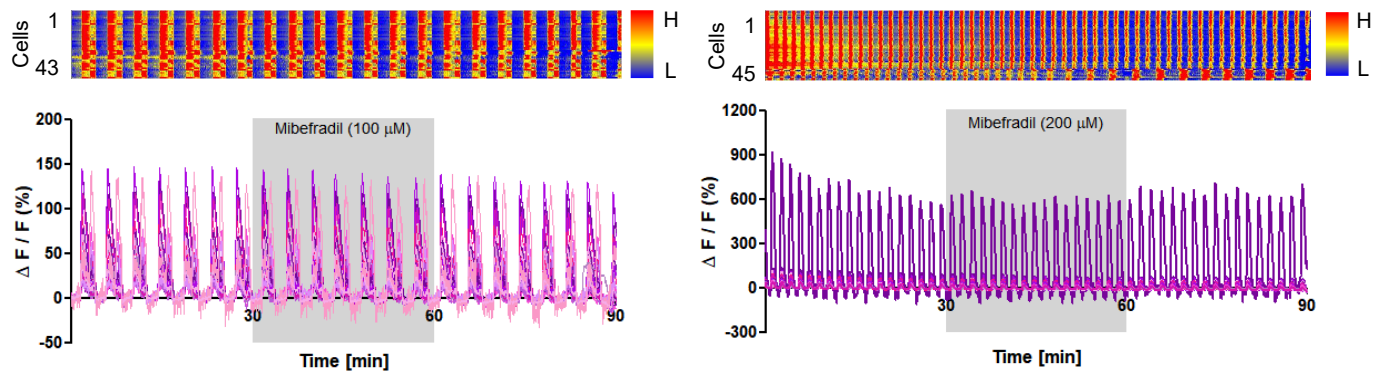 Cells
1
43
H
L
Δ F / F (%)
200
150
100
50
0
-50
Mibefradil (100 μM)
30
60
90
Time [min]
Cells
1
45
H
L
Δ F / F (%)
1200
900
600
300
0
-300
Mibefradil (200 μM)
30
60
90
Time [min]